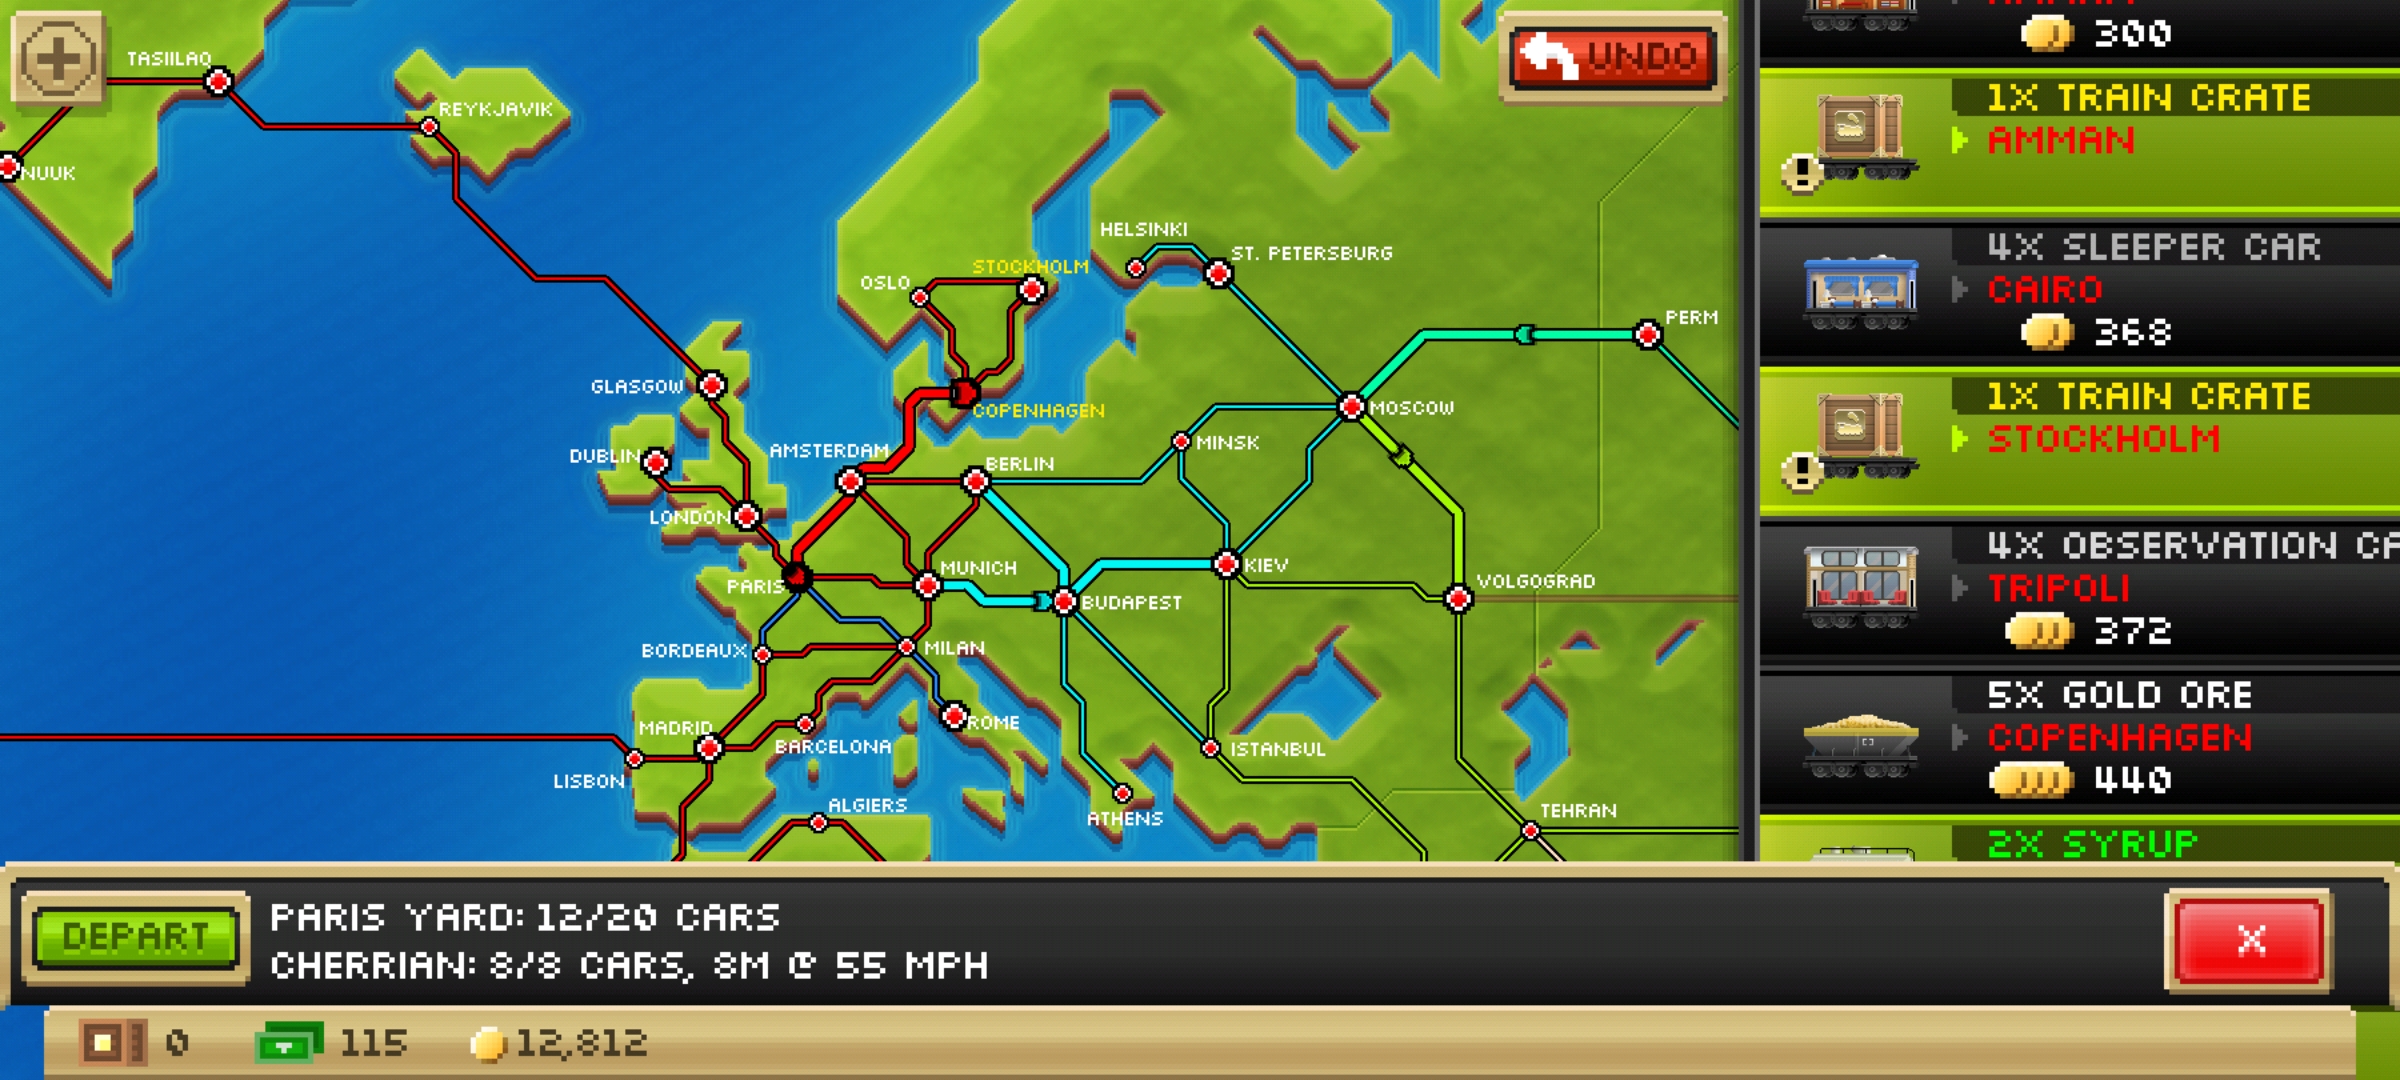 TASIILAQ
REYKJAVIK
NUUK
UNDO
HELSINKI
ST. PETERSBURG
STOCKHOLM
OSLO
PERM
GLASGOW
COPENHAGEN
MOSCOW
AMSTERDAM
DUBLIN
BERLIN
MINSK
LONDON
PARIS
MUNICH
KIEV
BUDAPEST
VOLGOGRAD
BORDEAUX
MILAN
MADRID
ROME
BARCELONA
ISTANBUL
LISBON
ALGIERS
ATHENS
TEHRAN
AMMAN
300
1X TRAIN CRATE
AMMAN
4X SLEEPER CAR
CAIRO
368
1X TRAIN CRATE
STOCKHOLM
4X OBSERVATION CA
TRIPOLI
372
5X GOLD ORE
COPENHAGEN
440
2X SYRUP
DEPART
PARIS YARD: 12/20 CARS
CHERRIAN: 8/8 CARS, 8M @ 55 MPH
X
0
115
12,812